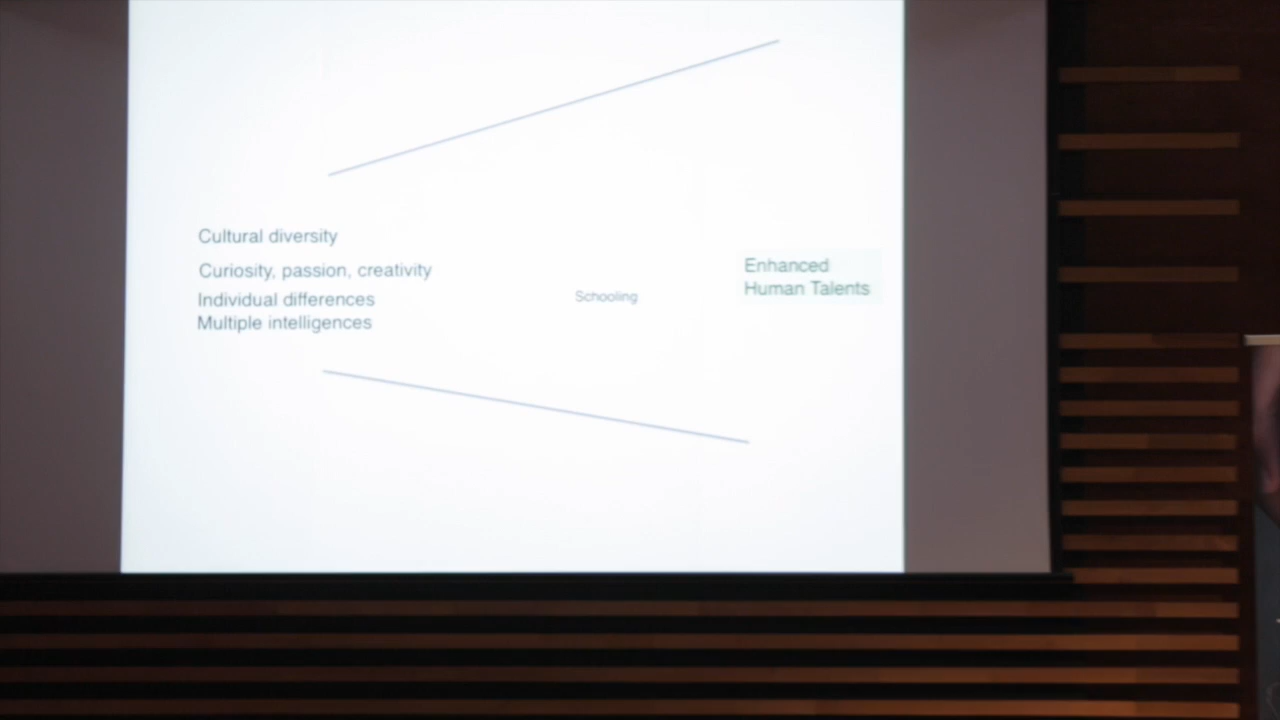 Cultural diversity
Curiosity, passion, creativity
Individual differences
Multiple intelligences
Schooling
Enhanced
Human Talents